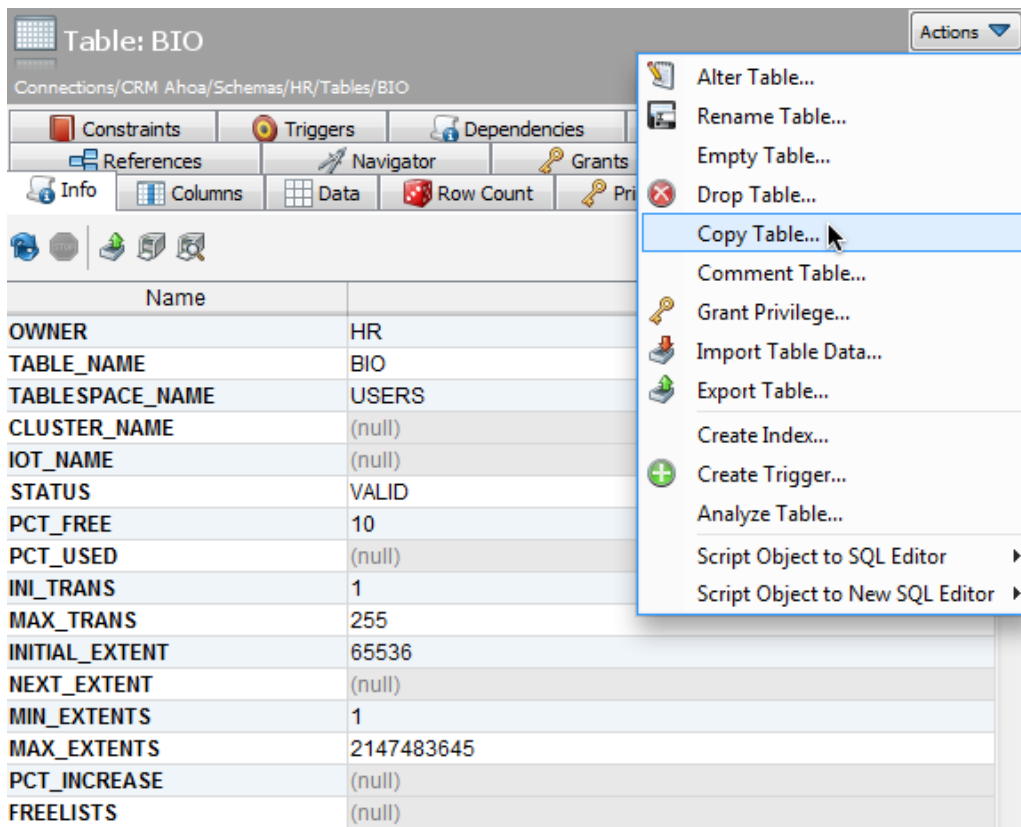 Table: BIO
Actions
Connections/CRM Ahoa/Schemas/HR/Tables/BIO
Constraints Triggers Dependencies
References Navigator Grants
Info Columns Data Row Count Pri
STOP
Name
OWNER HR
TABLE_NAME BIO
TABLESPACE_NAME USERS
CLUSTER_NAME (null)
IOT_NAME (null)
STATUS VALID
PCT_FREE 10
PCT_USED (null)
INI_TRANS 1
MAX_TRANS 255
INITIAL_EXTENT 65536
NEXT_EXTENT (null)
MIN_EXTENTS 1
MAX_EXTENTS 2147483645
PCT_INCREASE (null)
FREELISTS (null)
Alter Table...
Rename Table...
Empty Table...
Drop Table...
Copy Table...
Comment Table...
Grant Privilege...
Import Table Data...
Export Table...
Create Index...
Create Trigger...
Analyze Table...
Script Object to SQL Editor
Script Object to New SQL Editor